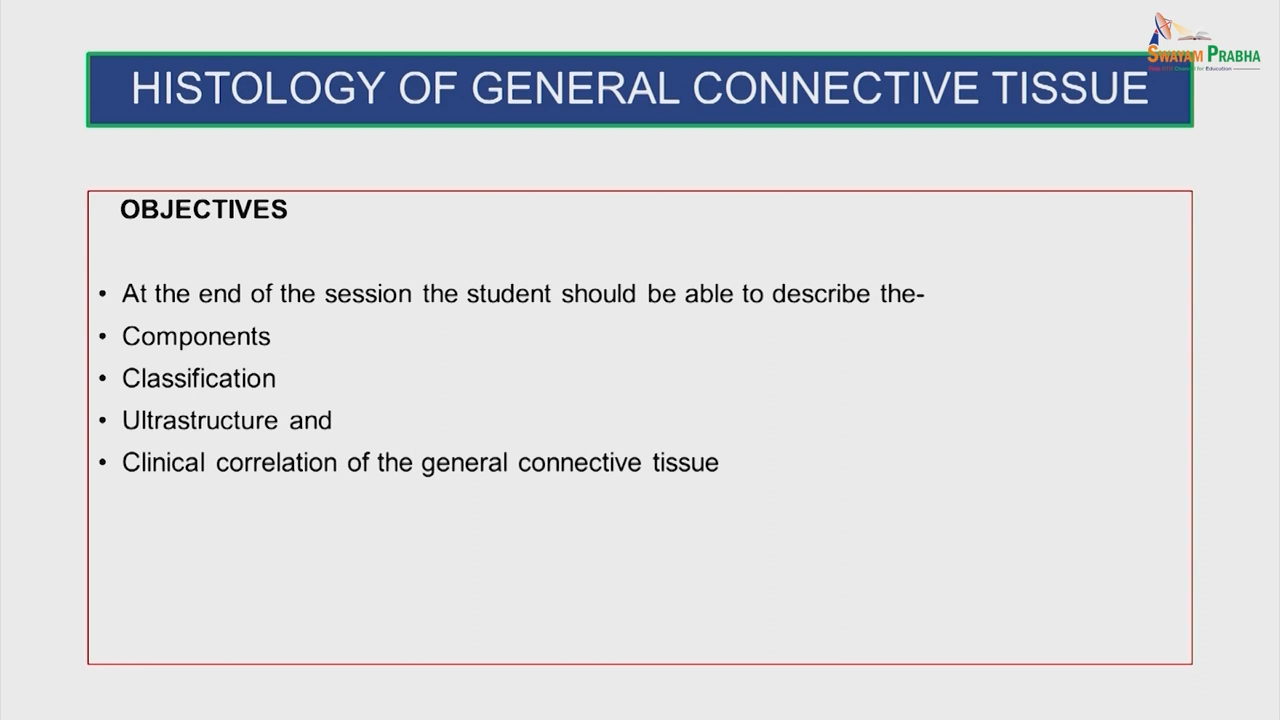 SWAYAM PRABHA
HISTOLOGY OF GENERAL CONNECTIVE TISSUE
OBJECTIVES
• At the end of the session the student should be able to describe the-
• Components
• Classification
• Ultrastructure and
• Clinical correlation of the general connective tissue